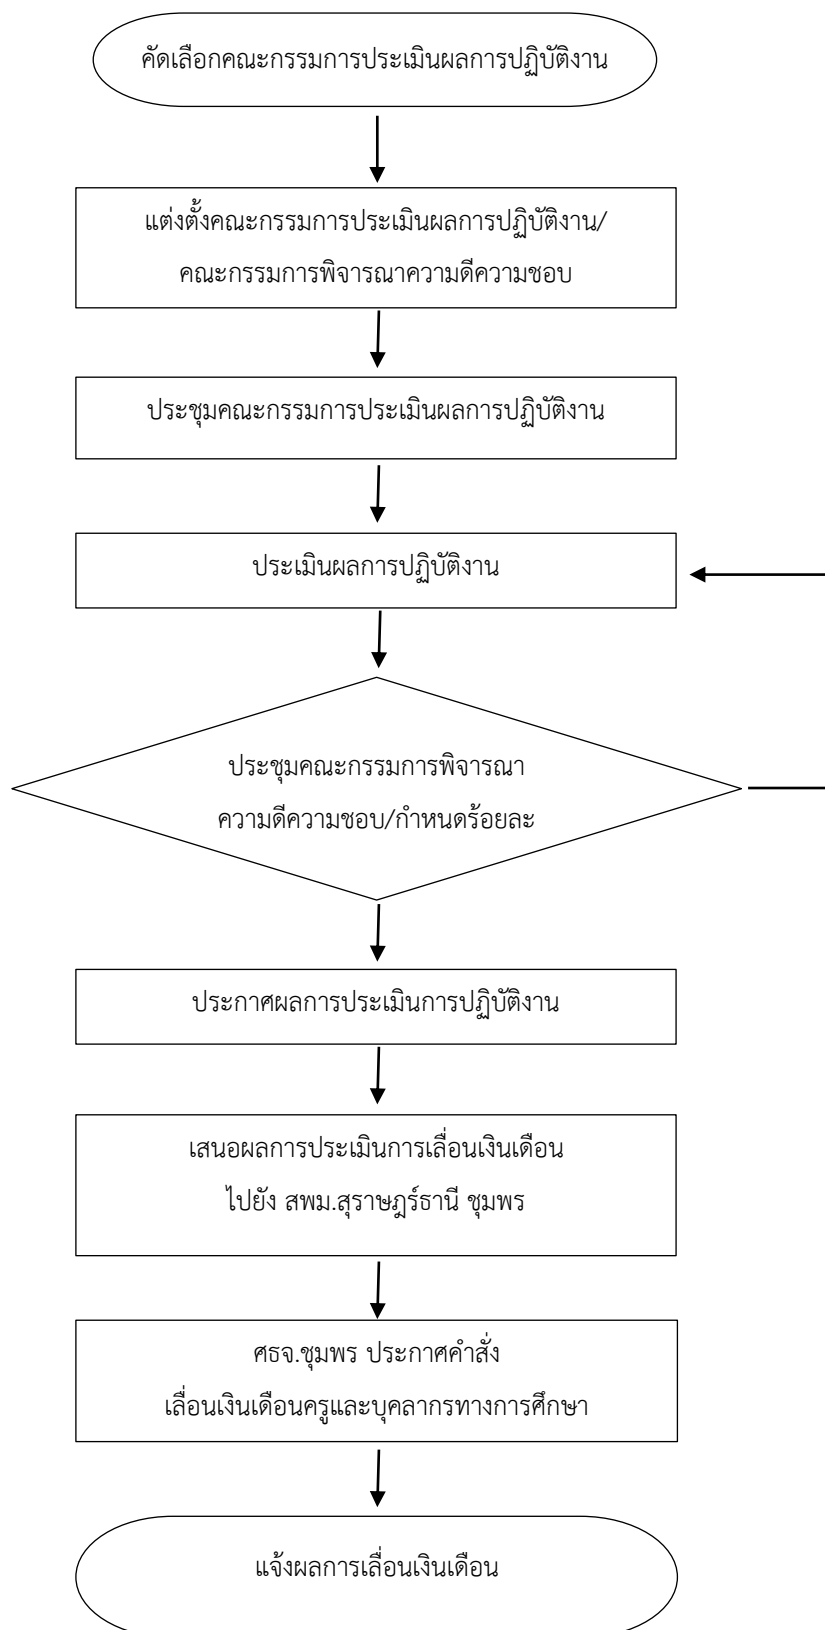 คัดเลือกคณะกรรมการประเมินผลการปฏิบัติงาน
แต่งตั้งคณะกรรมการประเมินผลการปฏิบัติงาน/
คณะกรรมการพิจารณาความดีความชอบ
ประชุมคณะกรรมการประเมินผลการปฏิบัติงาน
ประเมินผลการปฏิบัติงาน
ประชุมคณะกรรมการพิจารณา
ความดีความชอบ/กำหนดร้อยละ
ประกาศผลการประเมินการปฏิบัติงาน
เสนอผลการประเมินการเลื่อนเงินเดือน
ไปยัง สพม.สุราษฎร์ธานี ชุมพร
ศธจ.ชุมพร ประกาศคำสั่ง
เลื่อนเงินเดือนครูและบุคลากรทางการศึกษา
แจ้งผลการเลื่อนเงินเดือน